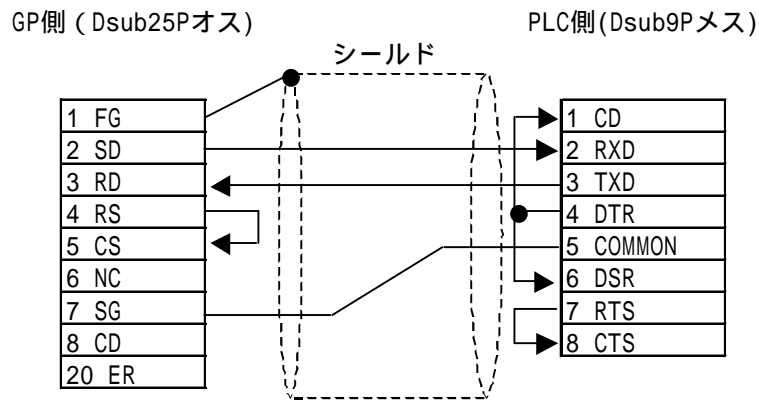 GP側（Dsub25Pオス)
PLC側(Dsub9Pメス)
シールド
1 FG
2 SD
3 RD
4 RS
5 CS
6 NC
7 SG
8 CD
20 ER
1 CD
2 RXD
3 TXD
4 DTR
5 COMMON
6 DSR
7 RTS
8 CTS